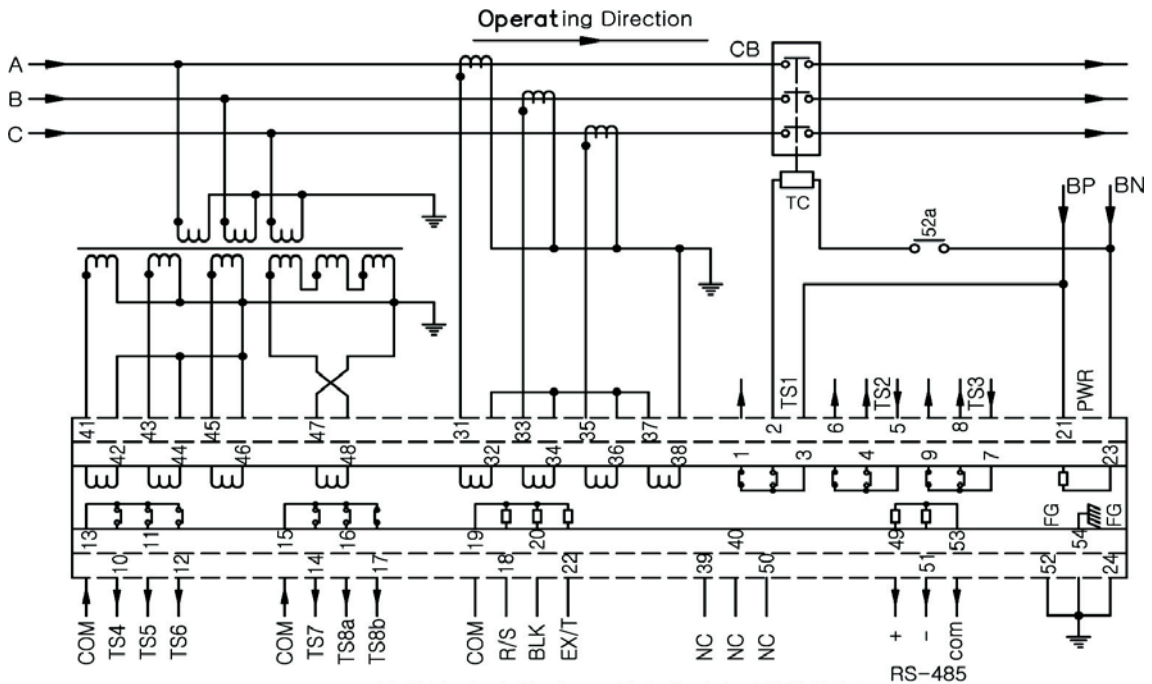 Operating Direction
CB
A
B
C
BP
BN
TC
52a
TS1
TS2
TS3
PWR
41
43
45
47
31
33
35
37
2
6
5
8
21
42
44
46
48
32
34
36
38
1
3
4
9
7
23
FG
FG
13
11
15
16
19
20
40
49
53
54
10
12
14
17
18
22
39
50
51
52
24
COM
TS4
TS5
TS6
COM
TS7
TS8a
TS8b
COM
R/S
BLK
EX/T
NC
NC
NC
+
-
com
RS-485